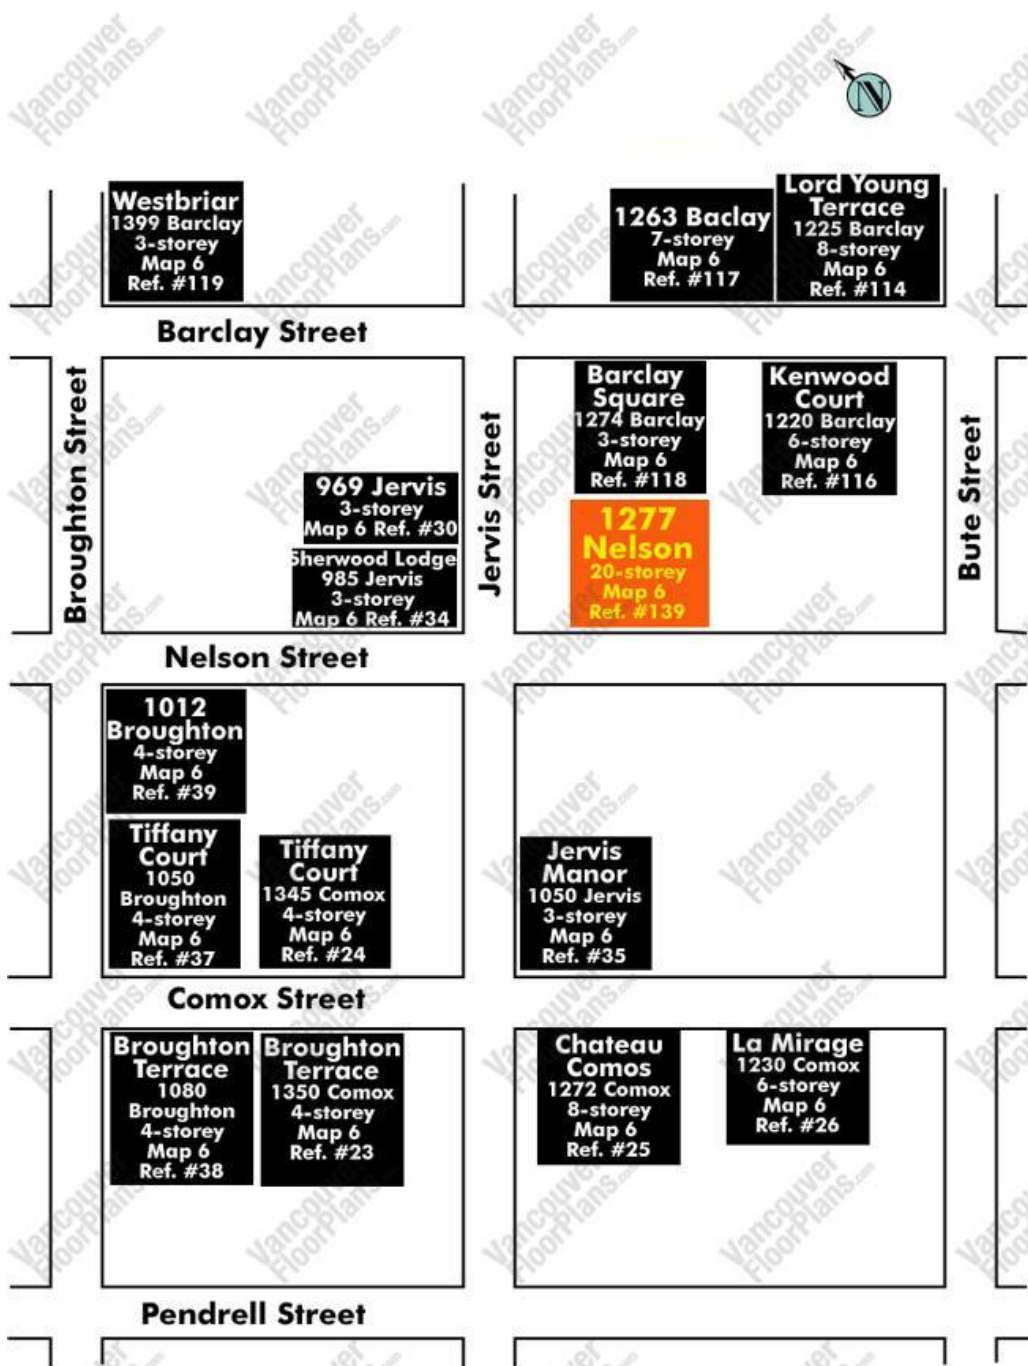 Vancouver FloorPlans.com
N
Westbriar
1399 Barclay
3-storey
Map 6
Ref. #119
1263 Baclay
7-storey
Map 6
Ref. #117
Lord Young
Terrace
1225 Barclay
8-storey
Map 6
Ref. #114
Barclay Street
Broughton Street
Jervis Street
Bute Street
Barclay
Square
1274 Barclay
3-storey
Map 6
Ref. #118
Kenwood
Court
1220 Barclay
6-storey
Map 6
Ref. #116
969 Jervis
3-storey
Map 6 Ref. #30
Sherwood Lodge
985 Jervis
3-storey
Map 6 Ref. #34
1277
Nelson
20-storey
Map 6
Ref. #139
Nelson Street
1012
Broughton
4-storey
Map 6
Ref. #39
Tiffany
Court
1050
Broughton
4-storey
Map 6
Ref. #37
Tiffany
Court
1345 Comox
4-storey
Map 6
Ref. #24
Jervis
Manor
1050 Jervis
3-storey
Map 6
Ref. #35
Comox Street
Broughton
Terrace
1080
Broughton
4-storey
Map 6
Ref. #38
Broughton
Terrace
1350 Comox
4-storey
Map 6
Ref. #23
Chateau
Comos
1272 Comox
8-storey
Map 6
Ref. #25
La Mirage
1230 Comox
6-storey
Map 6
Ref. #26
Pendrell Street